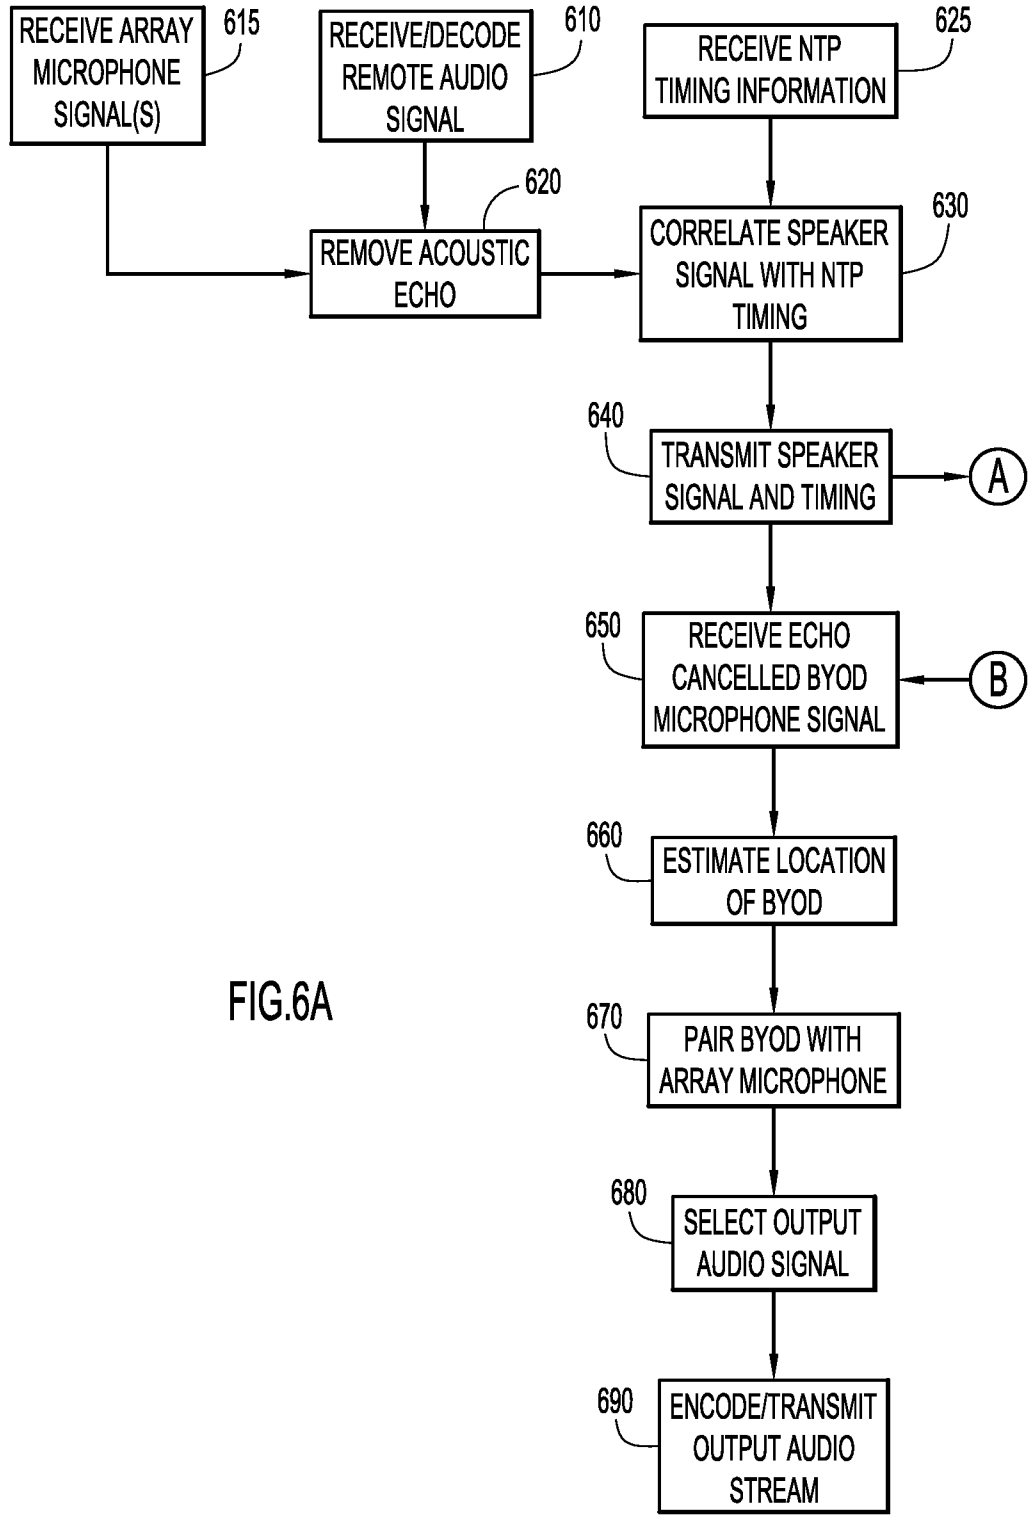 RECEIVE ARRAY
MICROPHONE
SIGNAL(S)
615
RECEIVE/DECODE
REMOTE AUDIO
SIGNAL
610
RECEIVE NTP
TIMING INFORMATION
625
REMOVE ACOUSTIC
ECHO
620
CORRELATE SPEAKER
SIGNAL WITH NTP
TIMING
630
640
TRANSMIT SPEAKER
SIGNAL AND TIMING
A
650
RECEIVE ECHO
CANCELLED BYOD
MICROPHONE SIGNAL
B
660
ESTIMATE LOCATION
OF BYOD
FIG.6A
670
PAIR BYOD WITH
ARRAY MICROPHONE
680
SELECT OUTPUT
AUDIO SIGNAL
690
ENCODE/TRANSMIT
OUTPUT AUDIO
STREAM